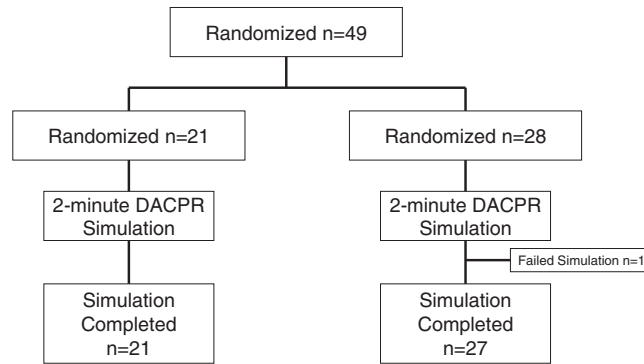 Randomized n=49
Randomized n=21
Randomized n=28
2-minute DACPR
Simulation
2-minute DACPR
Simulation
Failed Simulation n=1
Simulation
Completed
n=21
Simulation
Completed
n=27